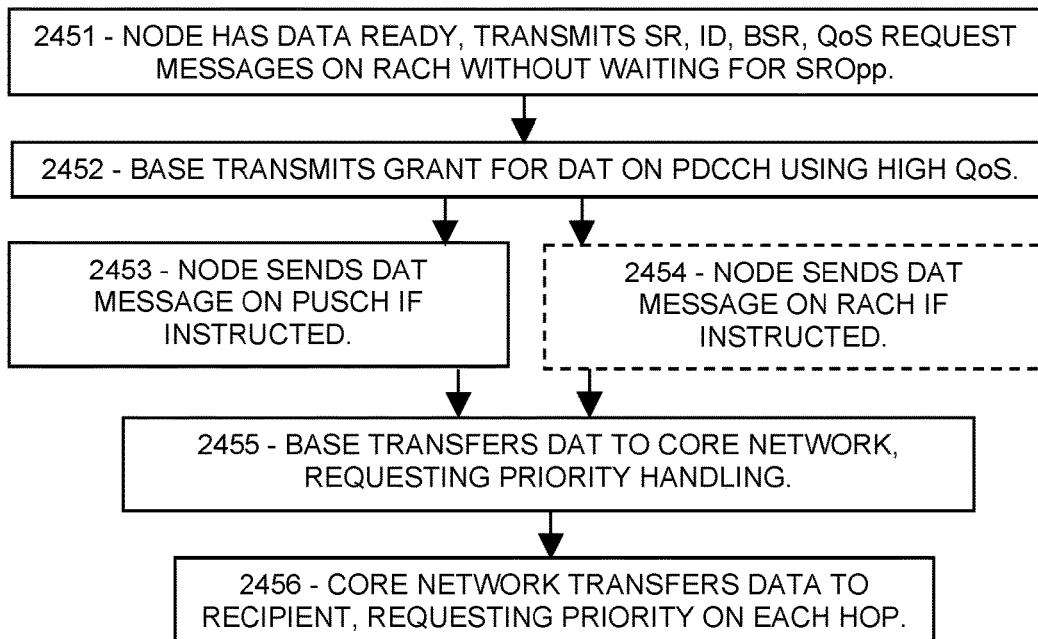 2451 - NODE HAS DATA READY, TRANSMITS SR, ID, BSR, QoS REQUEST
MESSAGES ON RACH WITHOUT WAITING FOR SROpp.
2452 - BASE TRANSMITS GRANT FOR DAT ON PDCCH USING HIGH QoS.
2453 - NODE SENDS DAT
MESSAGE ON PUSCH IF
INSTRUCTED.
2454 - NODE SENDS DAT
MESSAGE ON RACH IF
INSTRUCTED.
2455 - BASE TRANSFERS DAT TO CORE NETWORK,
REQUESTING PRIORITY HANDLING.
2456 - CORE NETWORK TRANSFERS DATA TO
RECIPIENT, REQUESTING PRIORITY ON EACH HOP.